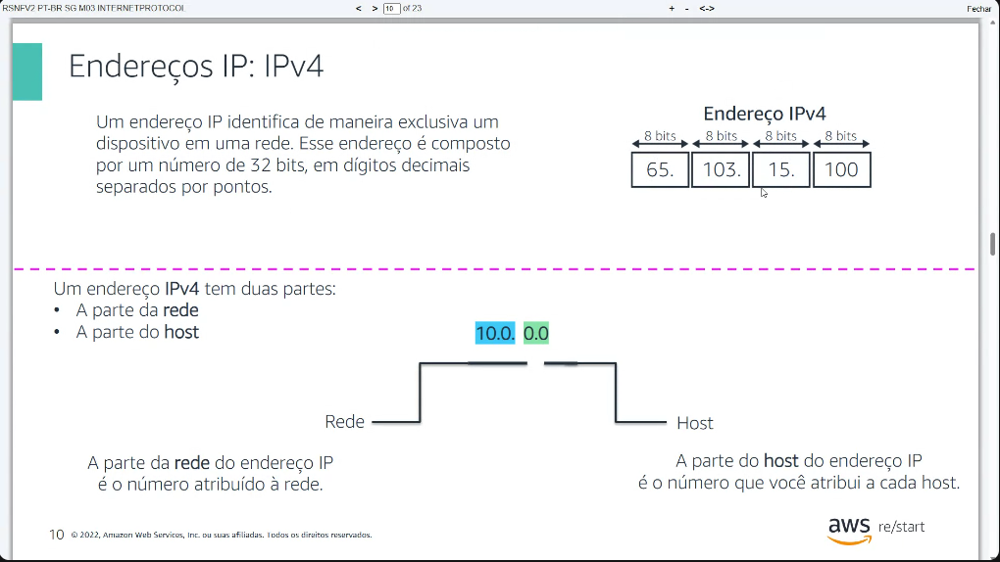 RSNFV2 PT-BR SG M03 INTERNETPROTOCOL < > 10 of 23 + - <-> Fechar
Endereços IP: IPv4
Um endereço IP identifica de maneira exclusiva um
dispositivo em uma rede. Esse endereço é composto
por um número de 32 bits, em dígitos decimais
separados por pontos.
Endereço IPv4
8 bits 8 bits 8 bits 8 bits
65. 103. 15. 100
Um endereço IPv4 tem duas partes:
• A parte da rede
• A parte do host
10.0. 0.0
Rede Host
A parte da rede do endereço IP
é o número atribuído à rede.
A parte do host do endereço IP
é o número que você atribui a cada host.
10 © 2022, Amazon Web Services, Inc. ou suas afiliadas. Todos os direitos reservados.
aws re/start